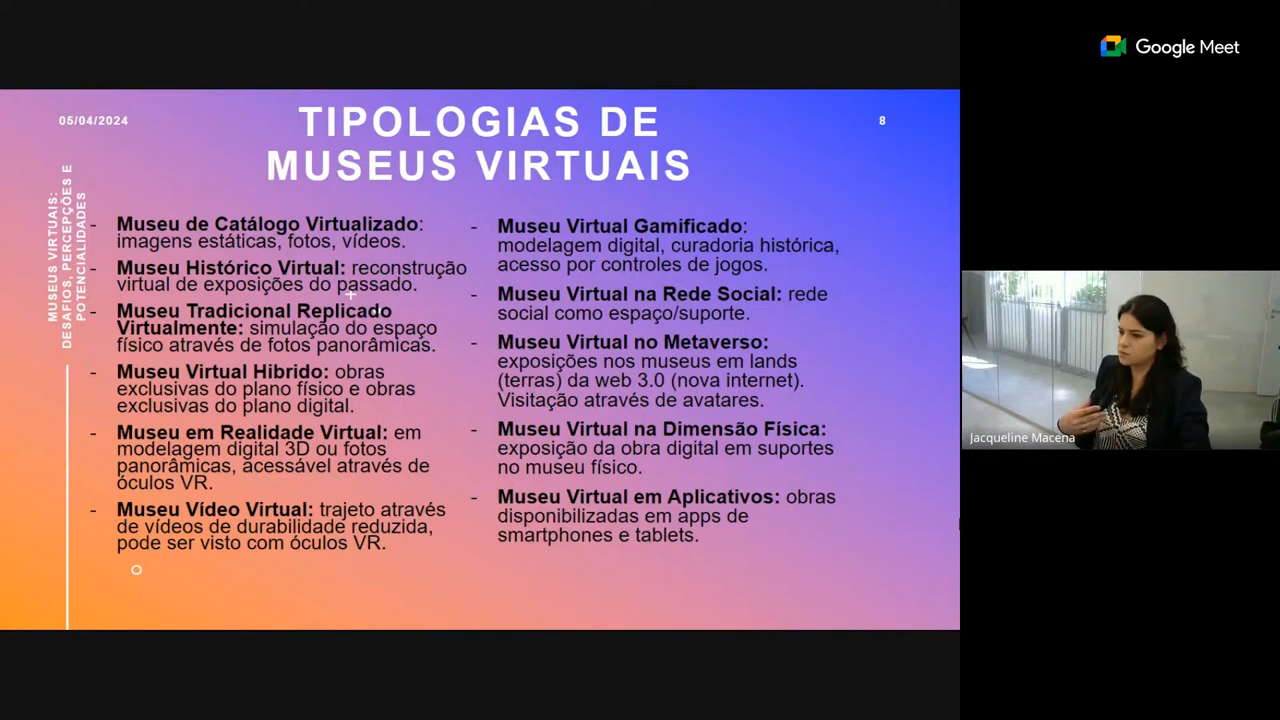 Google Meet
05/04/2024
TIPOLOGIAS DE
MUSEUS VIRTUAIS
8
MUSEUS VIRTUAIS:
DESAFIOS, PERCEPÇÕES E
POTENCIALIDADES
- Museu de Catálogo Virtualizado:
imagens estáticas, fotos, vídeos.
- Museu Histórico Virtual: reconstrução
virtual de exposições do passado.
- Museu Tradicional Replicado
Virtualmente: simulação do espaço
físico através de fotos panorâmicas.
- Museu Virtual Hibrido: obras
exclusivas do plano físico e obras
exclusivas do plano digital.
- Museu em Realidade Virtual: em
modelagem digital 3D ou fotos
panorâmicas, acessável através de
óculos VR.
- Museu Vídeo Virtual: trajeto através
de vídeos de durabilidade reduzida,
pode ser visto com óculos VR.
- Museu Virtual Gamificado:
modelagem digital, curadoria histórica,
acesso por controles de jogos.
- Museu Virtual na Rede Social: rede
social como espaço/suporte.
- Museu Virtual no Metaverso:
exposições nos museus em lands
(terras) da web 3.0 (nova internet).
Visitação através de avatares.
- Museu Virtual na Dimensão Física:
exposição da obra digital em suportes
no museu físico.
- Museu Virtual em Aplicativos: obras
disponibilizadas em apps de
smartphones e tablets.
Jacqueline Macena